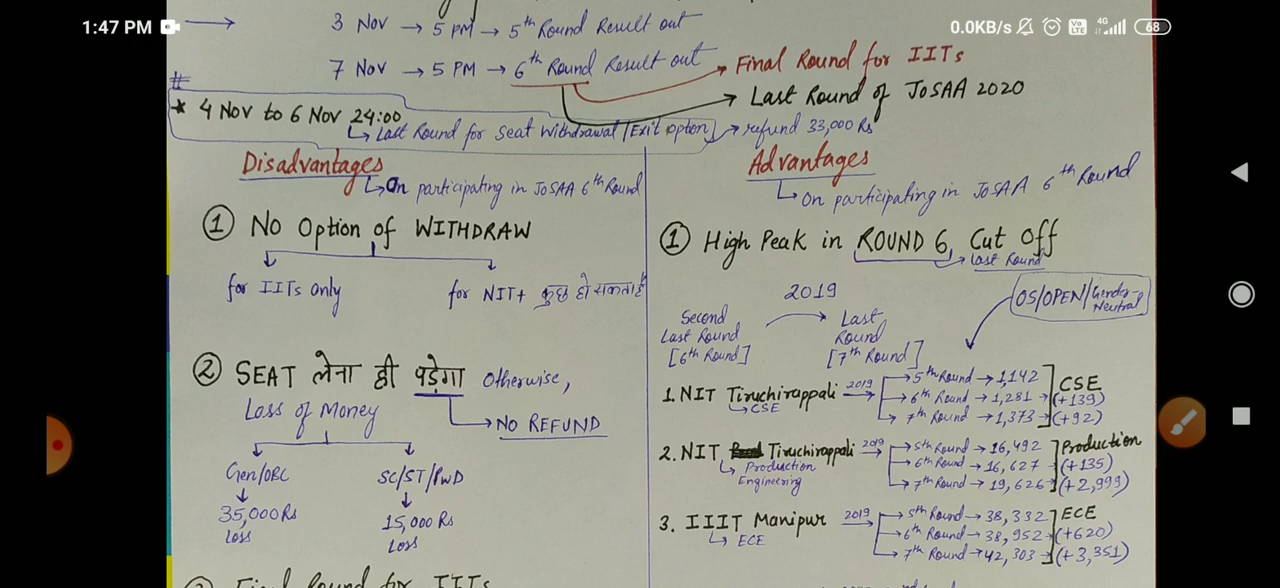 1:47 PM
0.0KB/s Vo LTE 4G 68
3 Nov → 5 PM → 5th Round Result out
7 Nov → 5 PM → 6th Round Result out
→ Final Round for IITs
→ Last Round of JoSAA 2020
#
* 4 Nov to 6 Nov 24:00
↳ Last Round for Seat Withdrawal/Exit option → refund 33,000 Rs
Disadvantages
↳ On participating in JoSAA 6th Round
① No Option of WITHDRAW
for IITs only
for NIT+ कुछ हो सकता है
② SEAT लेना ही पड़ेगा Otherwise,
Loss of Money
→ NO REFUND
Gen/OBC
35,000 Rs
Loss
SC/ST/PwD
15,000 Rs
Loss
Final Round for IITs
Advantages
↳ On participating in JoSAA 6th Round
① High Peak in ROUND 6, Cut Off
→ Last Round
2019
OS/OPEN/Gender-Neutral
Second Last Round [6th Round]
→ Last Round [7th Round]
1. NIT Tiruchirappali 2019 → 5th Round → 1,142 CSE
↳ CSE → 6th Round → 1,281 → (+139)
→ 7th Round → 1,373 → (+92)
2. NIT Tiruchirappali 2019 → 5th Round → 16,492 Production
↳ Production Engineering → 6th Round → 16,627 → (+135)
→ 7th Round → 19,626 → (+2,999)
3. IIIT Manipur 2019 → 5th Round → 38,332 ECE
↳ ECE → 6th Round → 38,952 → (+620)
→ 7th Round → 42,303 → (+3,351)